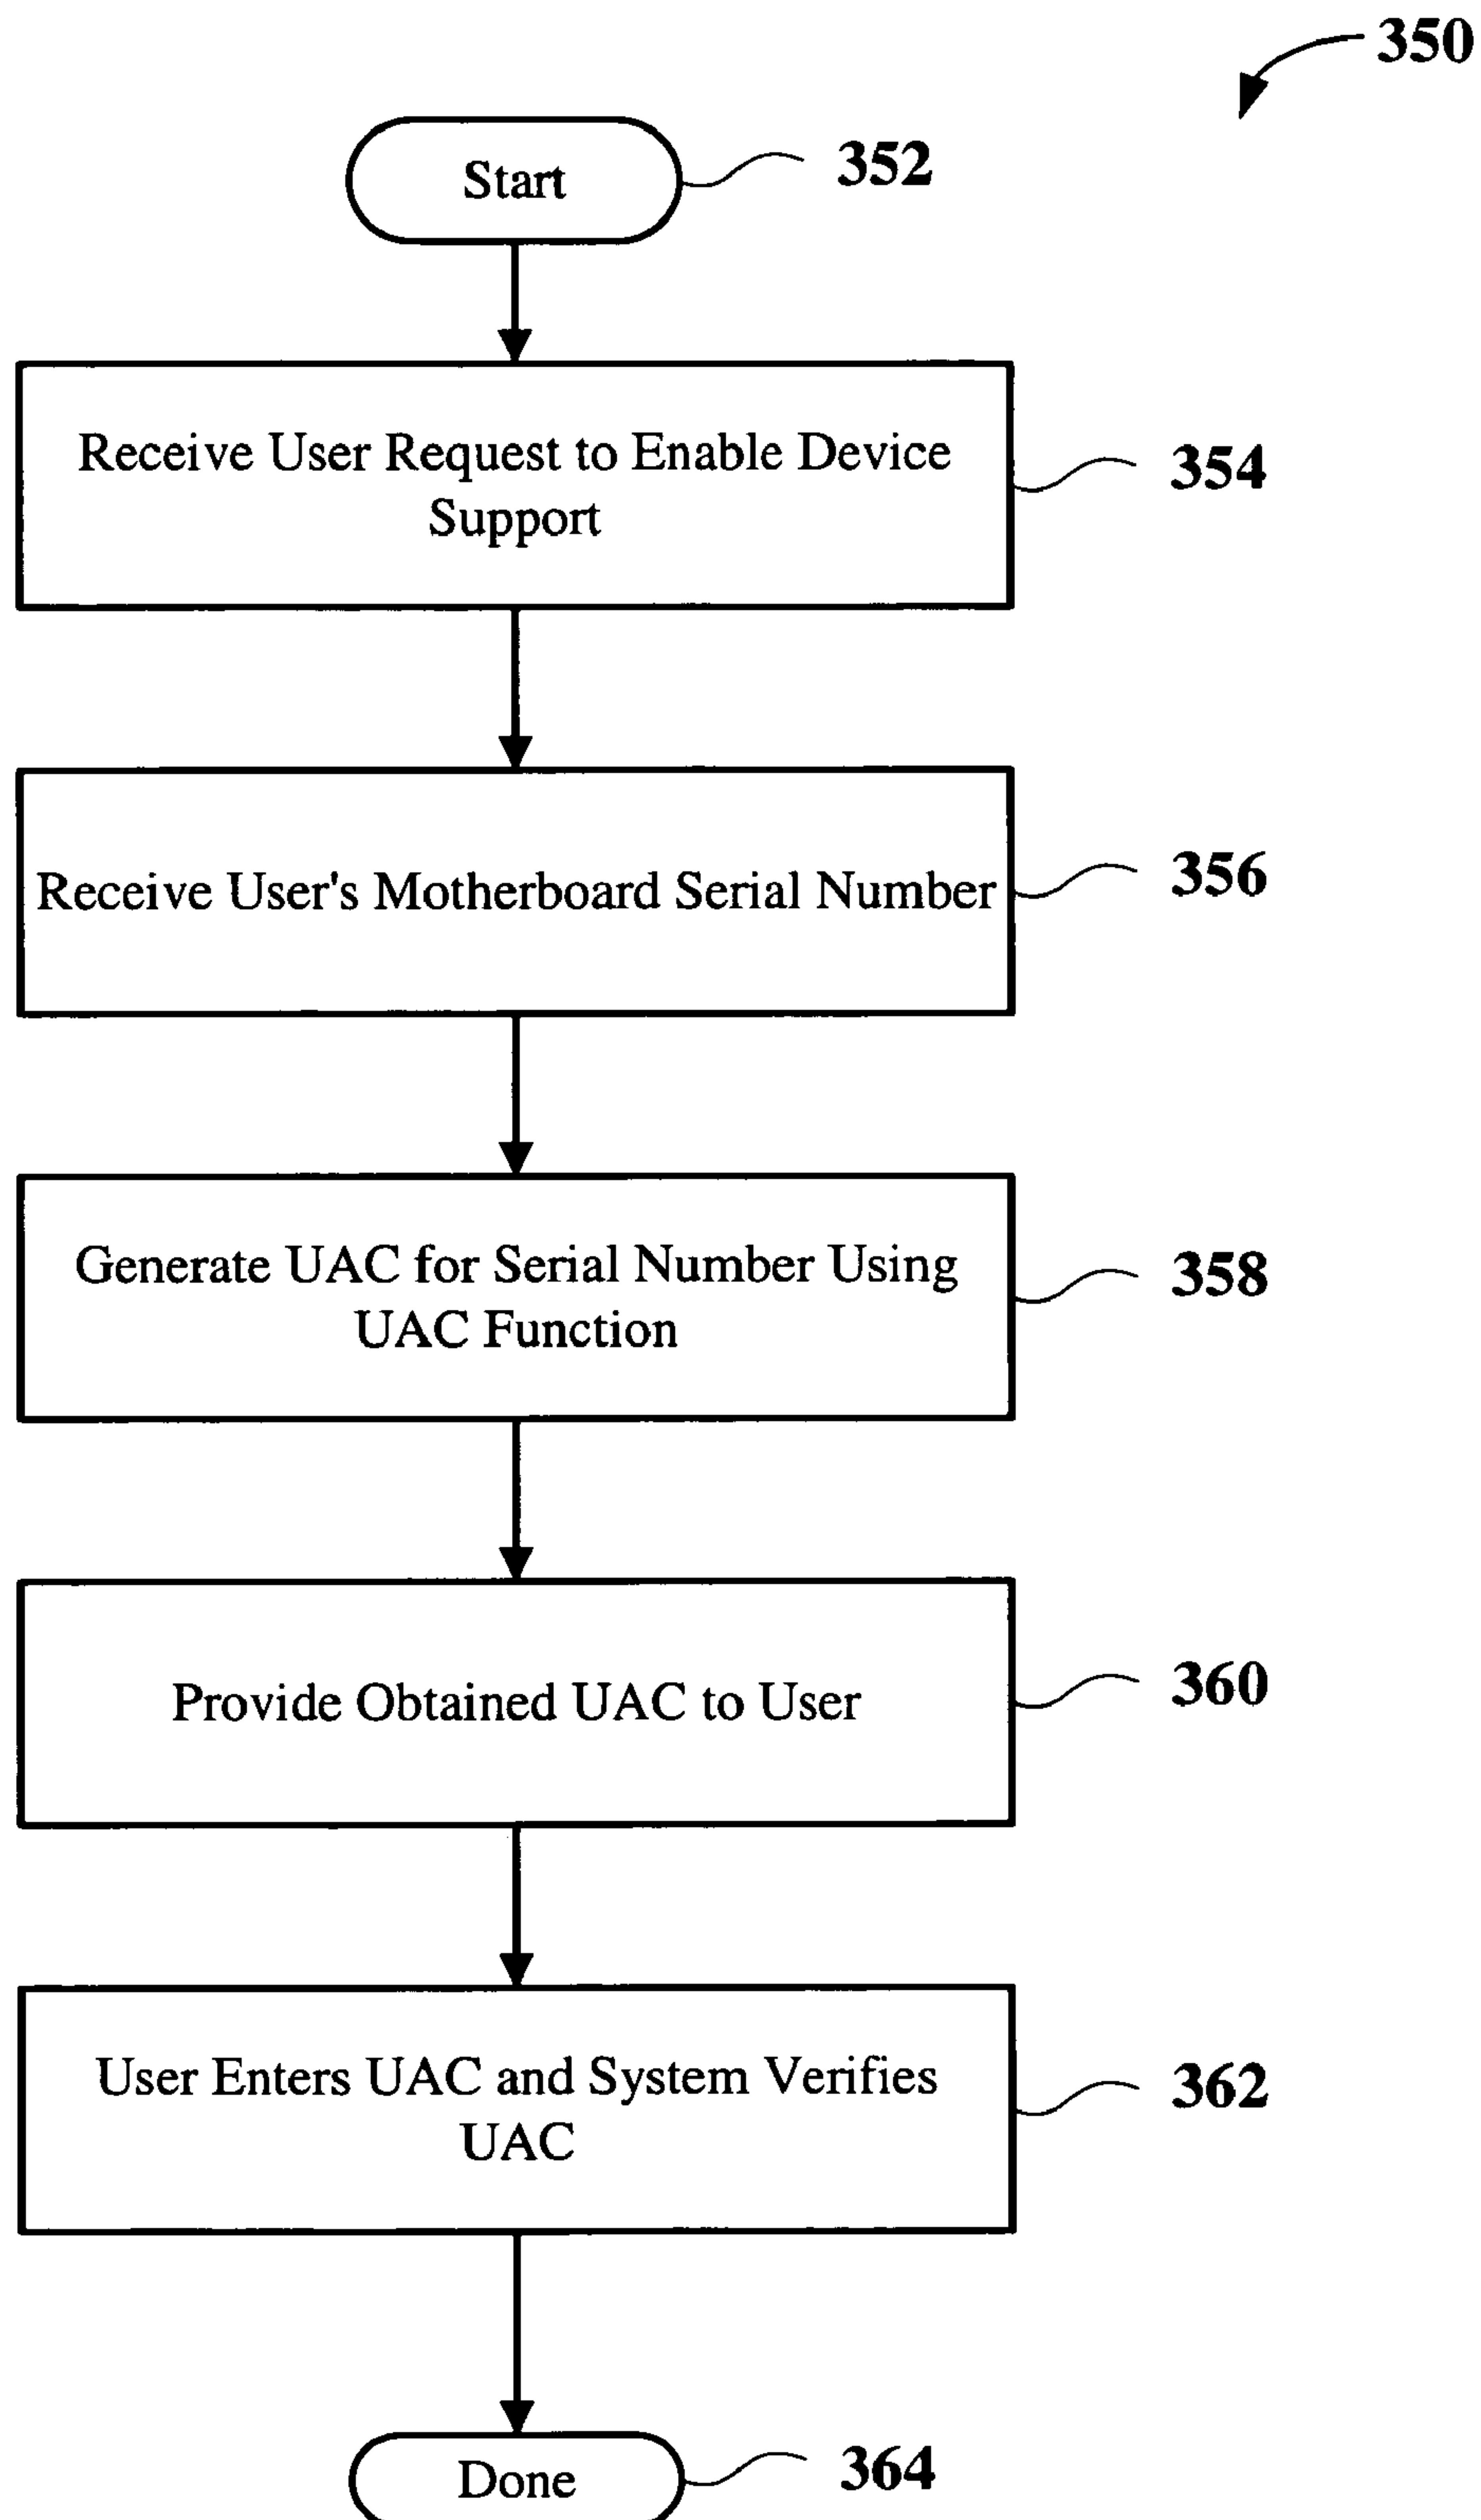 350
Start
352
Receive User Request to Enable Device
Support
354
Receive User's Motherboard Serial Number
356
Generate UAC for Serial Number Using
UAC Function
358
Provide Obtained UAC to User
360
User Enters UAC and System Verifies
UAC
362
Done
364